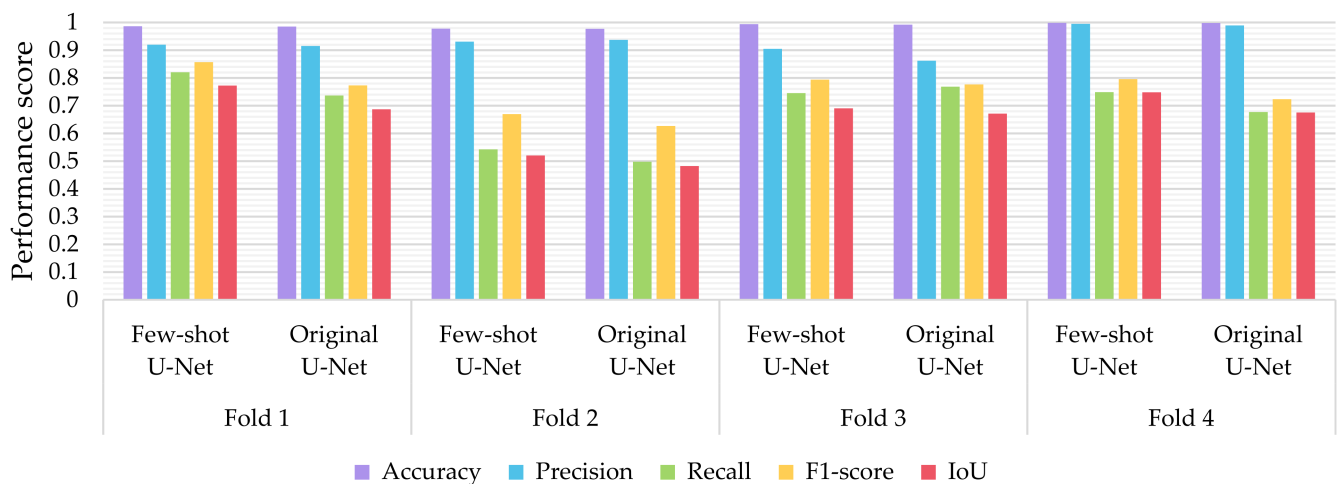 Performance score
1
0.9
0.8
0.7
0.6
0.5
0.4
0.3
0.2
0.1
0
Few-shot Original Few-shot Original Few-shot Original Few-shot Original
U-Net U-Net U-Net U-Net U-Net U-Net U-Net U-Net
Fold 1 Fold 2 Fold 3 Fold 4
Accuracy Precision Recall F1-score IoU